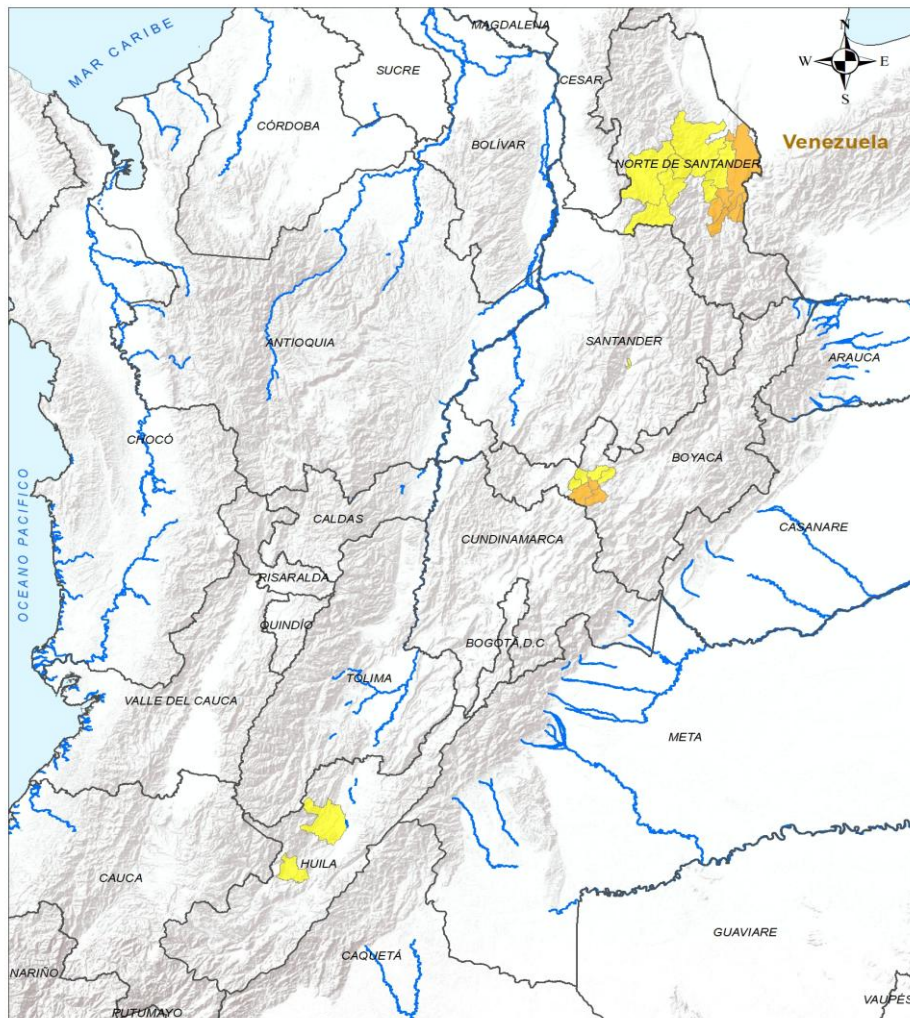 MAR CARIBE
MAGDALENA
N
W
E
S
SUCRE
CESAR
CÓRDOBA
BOLÍVAR
Venezuela
NORTE DE SANTANDER
ANTIOQUIA
SANTANDER
ARAUCA
CHOCÓ
BOYACÁ
OCEANO PACIFICO
CALDAS
CASANARE
CUNDINAMARCA
RISARALDA
QUINDÍO
BOGOTÁ,D.C
TOLIMA
VALLE DEL CAUCA
META
HUILA
CAUCA
GUAVIARE
CAQUETÁ
NARIÑO
VAUPÉS
PUTUMAYO